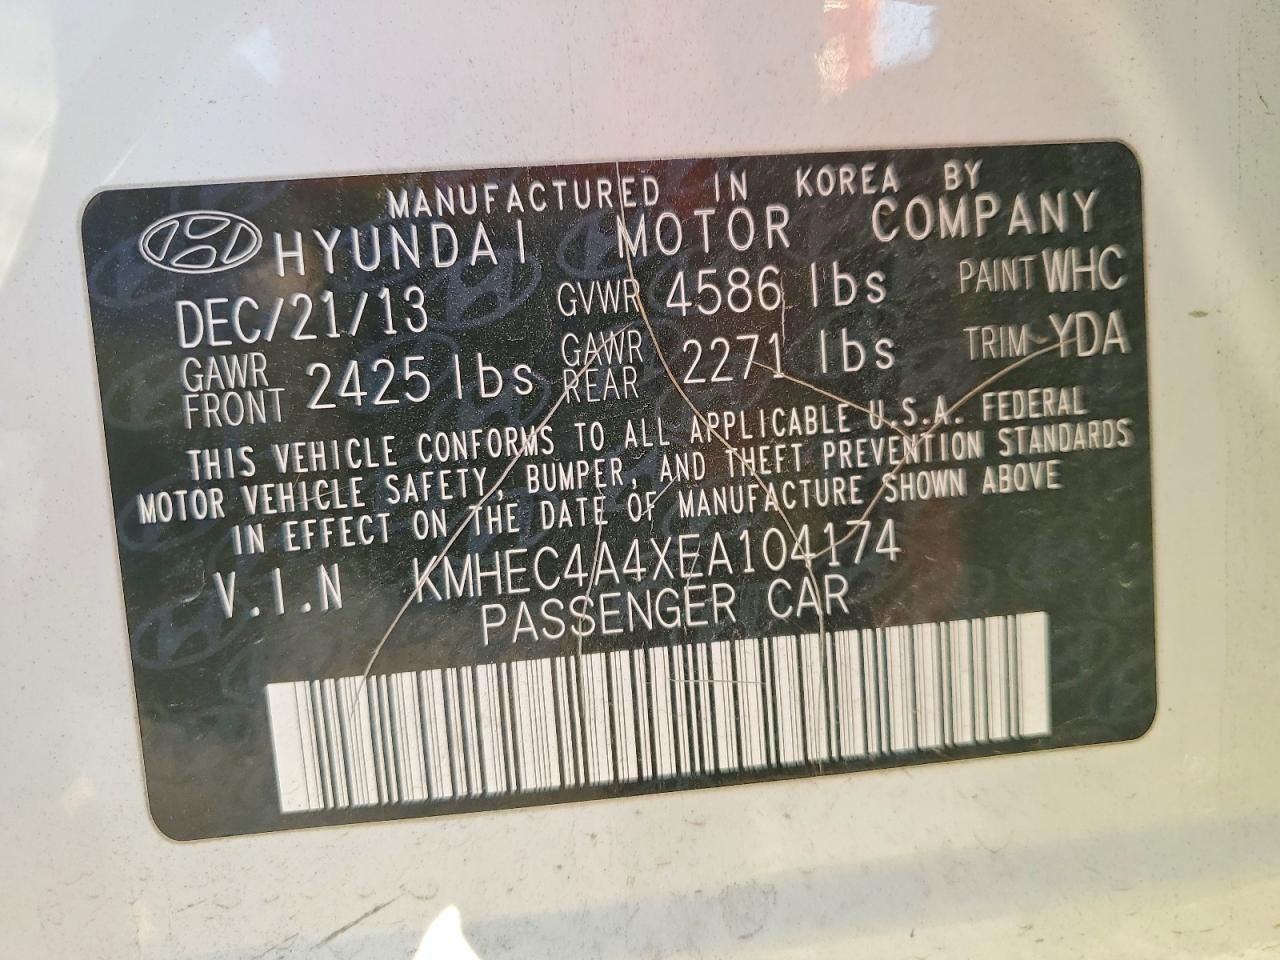 MANUFACTURED IN KOREA BY
HYUNDAI MOTOR COMPANY
DEC/21/13 GVWR 4586 lbs PAINT WHC
GAWR FRONT 2425 lbs GAWR REAR 2271 lbs TRIM YDA
THIS VEHICLE CONFORMS TO ALL APPLICABLE U.S.A. FEDERAL
MOTOR VEHICLE SAFETY, BUMPER, AND THEFT PREVENTION STANDARDS
IN EFFECT ON THE DATE OF MANUFACTURE SHOWN ABOVE
V.I.N KMHEC4A4XEA104174
PASSENGER CAR